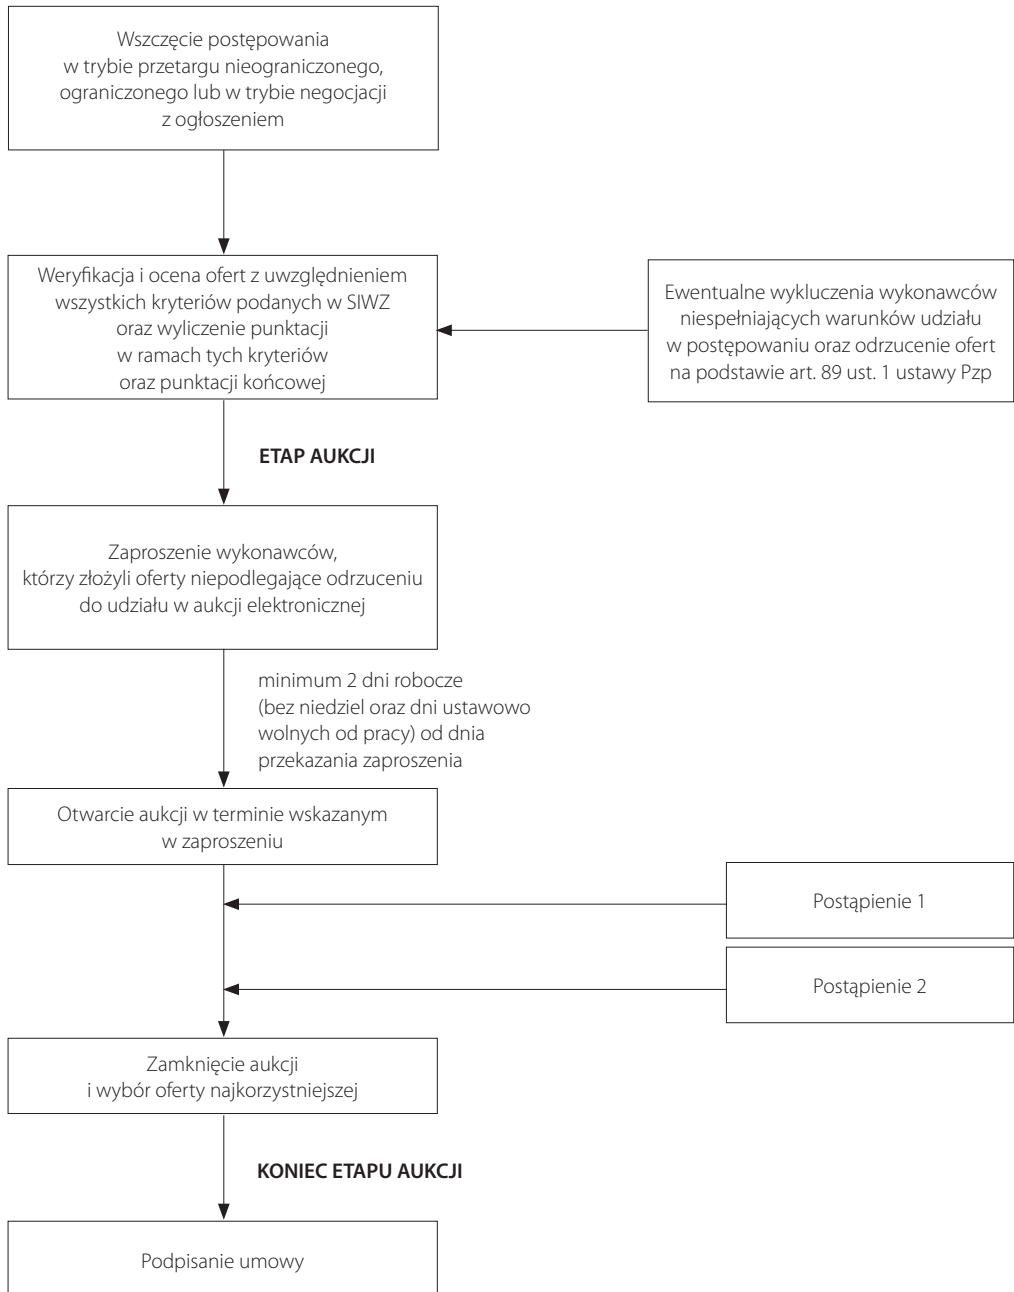 Wszczęcie postępowania
w trybie przetargu nieograniczonego,
ograniczonego lub w trybie negocjacji
z ogłoszeniem
Weryfikacja i ocena ofert z uwzględnieniem
wszystkich kryteriów podanych w SIWZ
oraz wyliczenie punktacji
w ramach tych kryteriów
oraz punktacji końcowej
Ewentualne wykluczenia wykonawców
niespełniających warunków udziału
w postępowaniu oraz odrzucenie ofert
na podstawie art. 89 ust. 1 ustawy Pzp
ETAP AUKCJI
Zaproszenie wykonawców,
którzy złożyli oferty niepodlegające odrzuceniu
do udziału w aukcji elektronicznej
minimum 2 dni robocze
(bez niedziel oraz dni ustawowo
wolnych od pracy) od dnia
przekazania zaproszenia
Otwarcie aukcji w terminie wskazanym
w zaproszeniu
Postąpienie 1
Postąpienie 2
Zamknięcie aukcji
i wybór oferty najkorzystniejszej
KONIEC ETAPU AUKCJI
Podpisanie umowy